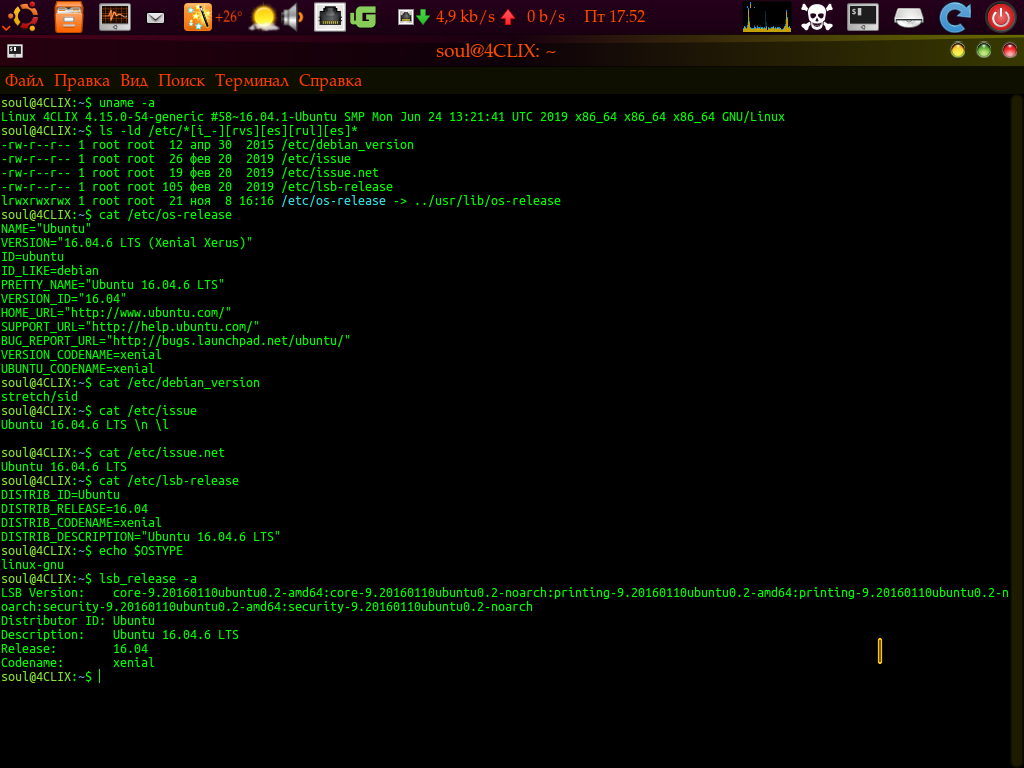 +26° 4,9 kb/s 0 b/s Пт 17:52
soul@4CLIX: ~
Файл Правка Вид Поиск Терминал Справка
soul@4CLIX:~$ uname -a
Linux 4CLIX 4.15.0-54-generic #58~16.04.1-Ubuntu SMP Mon Jun 24 13:21:41 UTC 2019 x86_64 x86_64 x86_64 GNU/Linux
soul@4CLIX:~$ ls -ld /etc/*[i_-][rvs][es][rul][es]*
-rw-r--r-- 1 root root  12 апр 30  2015 /etc/debian_version
-rw-r--r-- 1 root root  26 фев 20  2019 /etc/issue
-rw-r--r-- 1 root root  19 фев 20  2019 /etc/issue.net
-rw-r--r-- 1 root root 105 фев 20  2019 /etc/lsb-release
lrwxrwxrwx 1 root root  21 ноя  8 16:16 /etc/os-release -> ../usr/lib/os-release
soul@4CLIX:~$ cat /etc/os-release
NAME="Ubuntu"
VERSION="16.04.6 LTS (Xenial Xerus)"
ID=ubuntu
ID_LIKE=debian
PRETTY_NAME="Ubuntu 16.04.6 LTS"
VERSION_ID="16.04"
HOME_URL="http://www.ubuntu.com/"
SUPPORT_URL="http://help.ubuntu.com/"
BUG_REPORT_URL="http://bugs.launchpad.net/ubuntu/"
VERSION_CODENAME=xenial
UBUNTU_CODENAME=xenial
soul@4CLIX:~$ cat /etc/debian_version
stretch/sid
soul@4CLIX:~$ cat /etc/issue
Ubuntu 16.04.6 LTS \n \l
soul@4CLIX:~$ cat /etc/issue.net
Ubuntu 16.04.6 LTS
soul@4CLIX:~$ cat /etc/lsb-release
DISTRIB_ID=Ubuntu
DISTRIB_RELEASE=16.04
DISTRIB_CODENAME=xenial
DISTRIB_DESCRIPTION="Ubuntu 16.04.6 LTS"
soul@4CLIX:~$ echo $OSTYPE
linux-gnu
soul@4CLIX:~$ lsb_release -a
LSB Version:    core-9.20160110ubuntu0.2-amd64:core-9.20160110ubuntu0.2-noarch:printing-9.20160110ubuntu0.2-amd64:printing-9.20160110ubuntu0.2-n
oarch:security-9.20160110ubuntu0.2-amd64:security-9.20160110ubuntu0.2-noarch
Distributor ID: Ubuntu
Description:    Ubuntu 16.04.6 LTS
Release:        16.04
Codename:       xenial
soul@4CLIX:~$